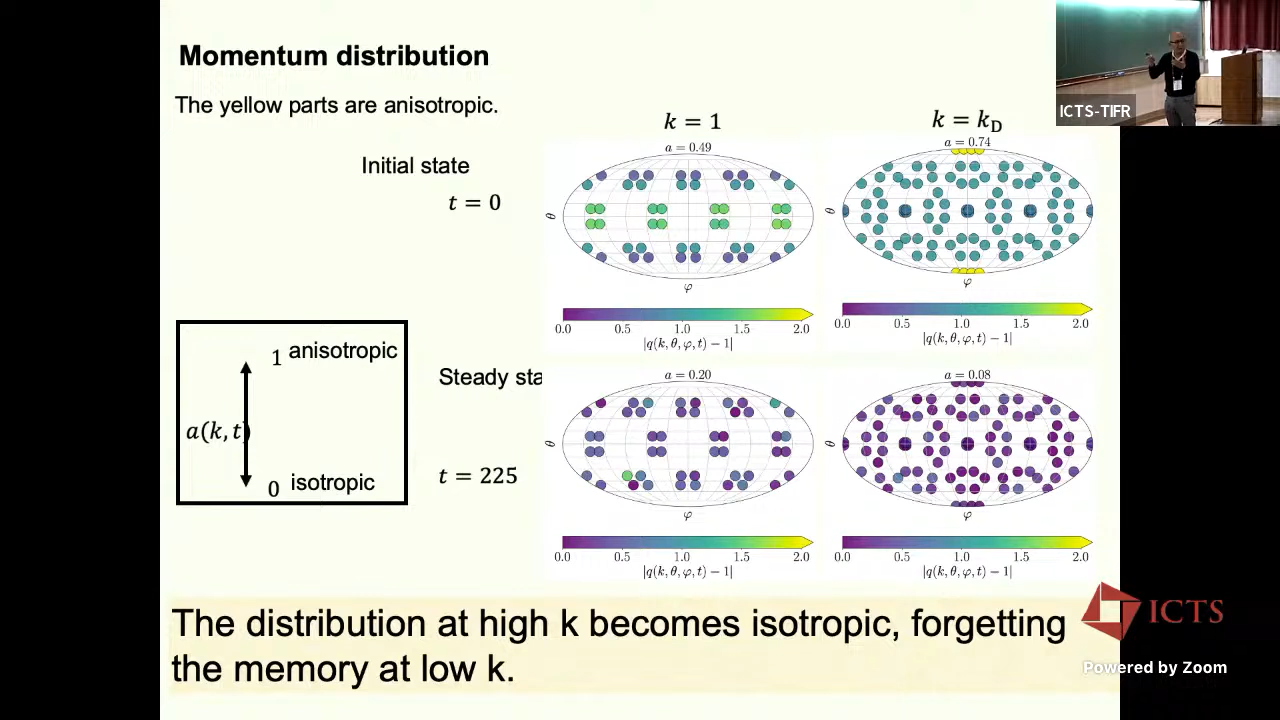 Momentum distribution
The yellow parts are anisotropic.
ICTS-TIFR
k = 1
k = k_D
Initial state
t = 0
a = 0.49
a = 0.74
θ
θ
φ
φ
0.0 0.5 1.0 1.5 2.0
0.0 0.5 1.0 1.5 2.0
|q(k, θ, φ, t) − 1|
|q(k, θ, φ, t) − 1|
1 anisotropic
a(k, t)
0 isotropic
Steady sta
t = 225
a = 0.20
a = 0.08
θ
θ
φ
φ
0.0 0.5 1.0 1.5 2.0
0.0 0.5 1.0 1.5 2.0
|q(k, θ, φ, t) − 1|
|q(k, θ, φ, t) − 1|
The distribution at high k becomes isotropic, forgetting
the memory at low k.
ICTS
Powered by Zoom